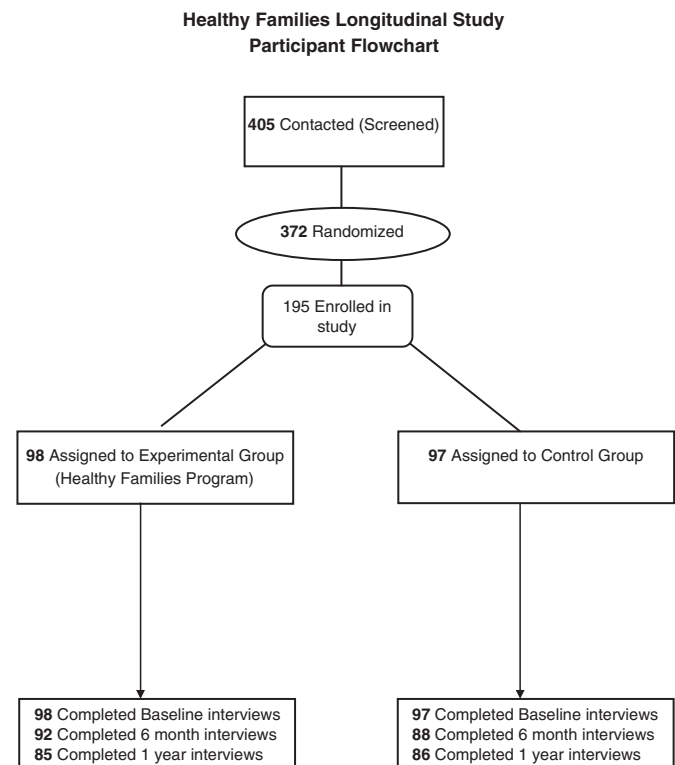 Healthy Families Longitudinal Study
Participant Flowchart
405 Contacted (Screened)
372 Randomized
195 Enrolled in
study
98 Assigned to Experimental Group
(Healthy Families Program)
97 Assigned to Control Group
98 Completed Baseline interviews
92 Completed 6 month interviews
85 Completed 1 year interviews
97 Completed Baseline interviews
88 Completed 6 month interviews
86 Completed 1 year interviews